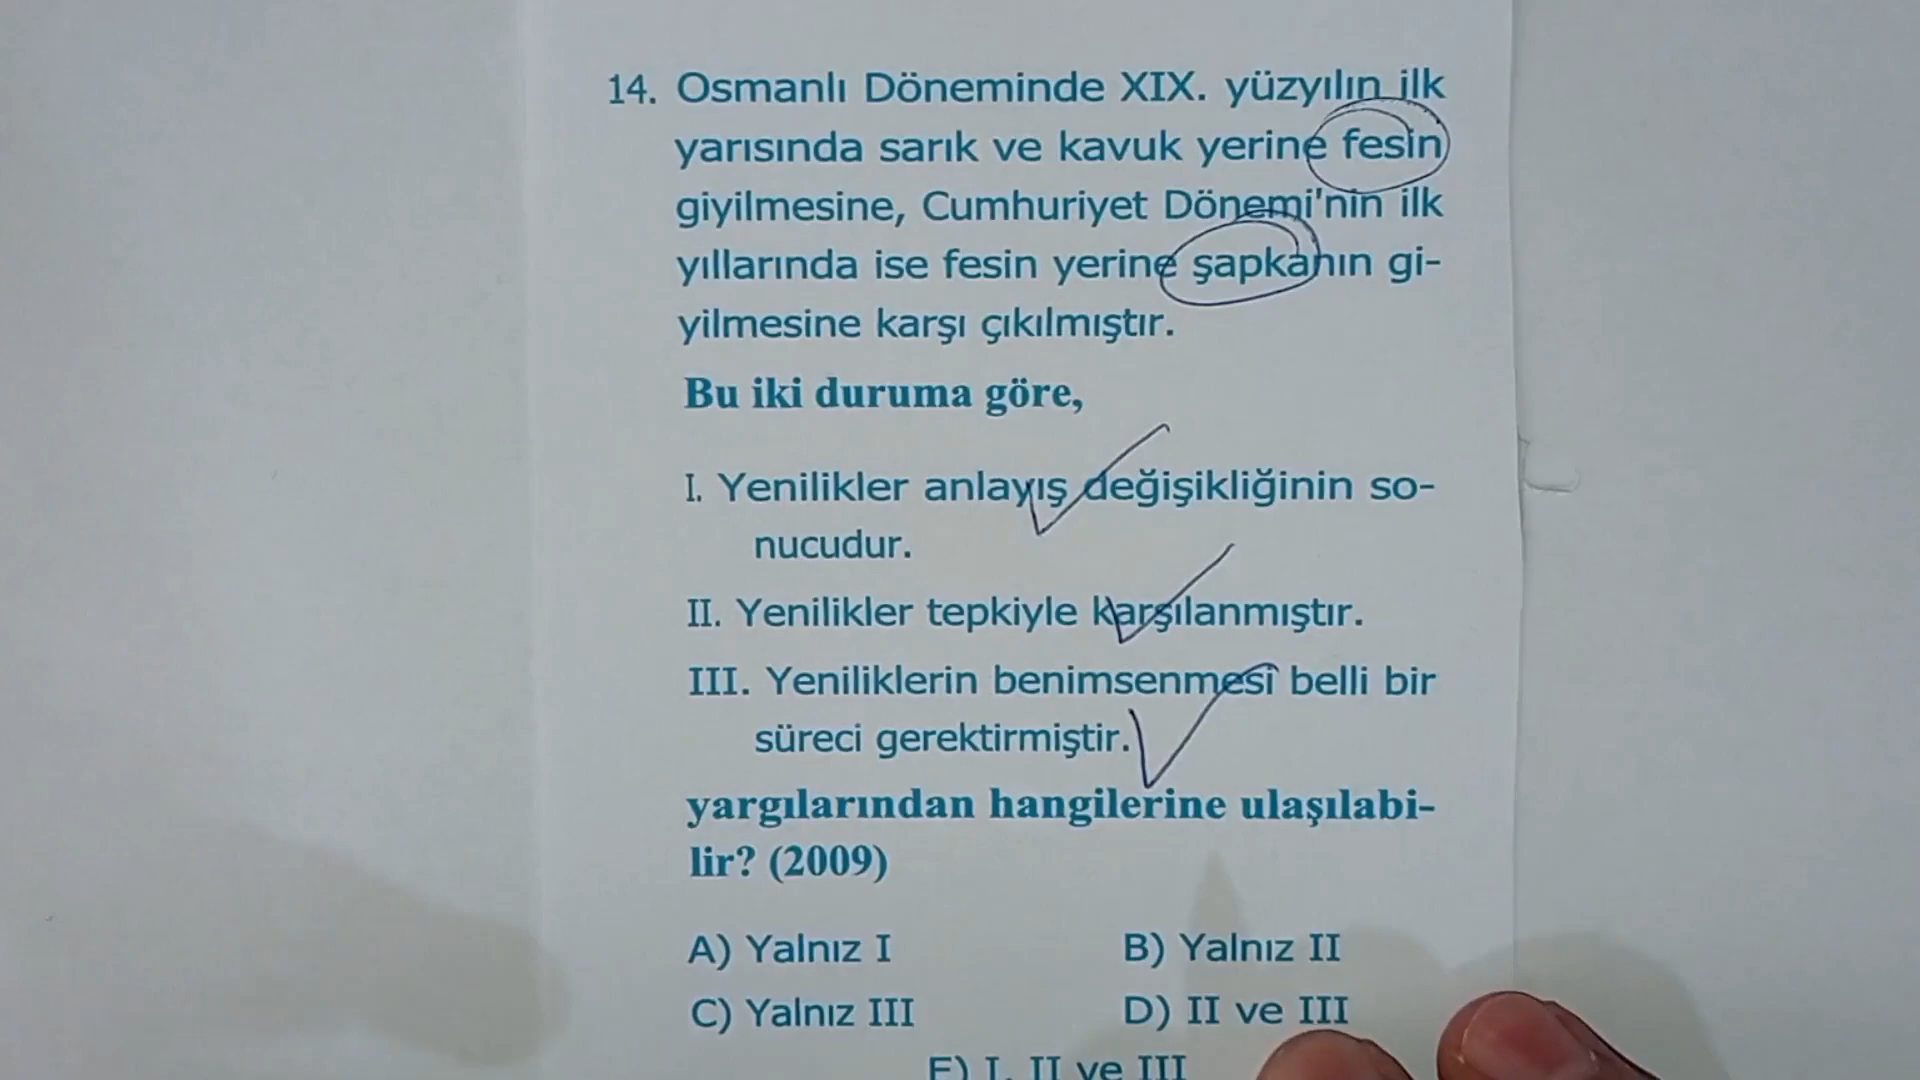 14. Osmanlı Döneminde XIX. yüzyılın ilk
yarısında sarık ve kavuk yerine fesin
giyilmesine, Cumhuriyet Dönemi'nin ilk
yıllarında ise fesin yerine şapkanın gi-
yilmesine karşı çıkılmıştır.
Bu iki duruma göre,
I. Yenilikler anlayış değişikliğinin so-
nucudur.
II. Yenilikler tepkiyle karşılanmıştır.
III. Yeniliklerin benimsenmesi belli bir
süreci gerektirmiştir.
yargılarından hangilerine ulaşılabi-
lir? (2009)
A) Yalnız I B) Yalnız II
C) Yalnız III D) II ve III
E) I, II ve III